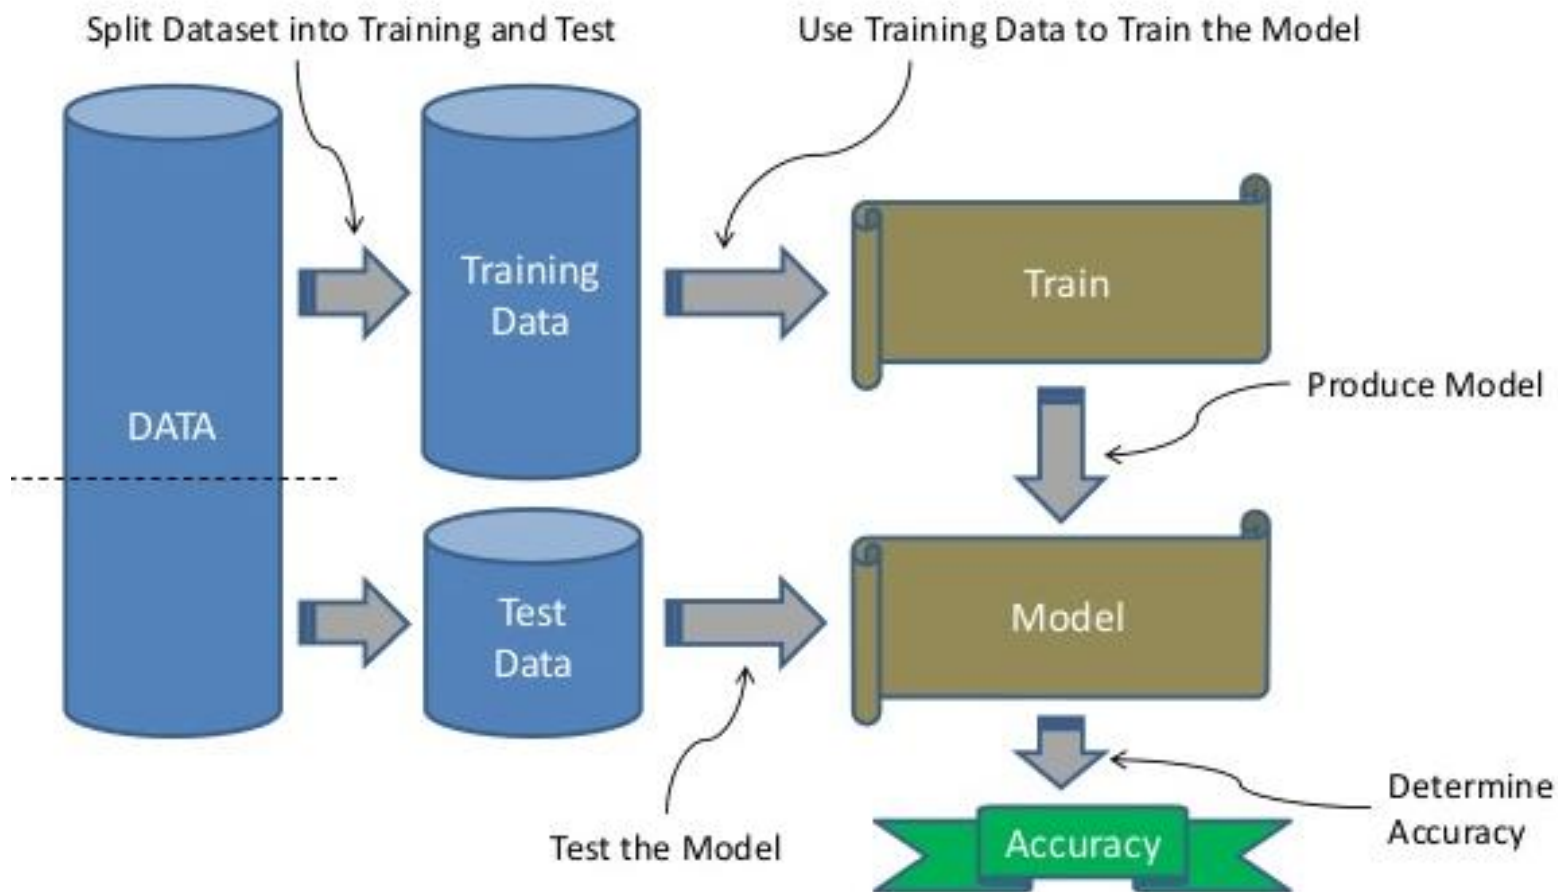 Split Dataset into Training and Test
Use Training Data to Train the Model
Training
Data
Train
Produce Model
DATA
Test
Data
Model
Test the Model
Determine
Accuracy
Accuracy